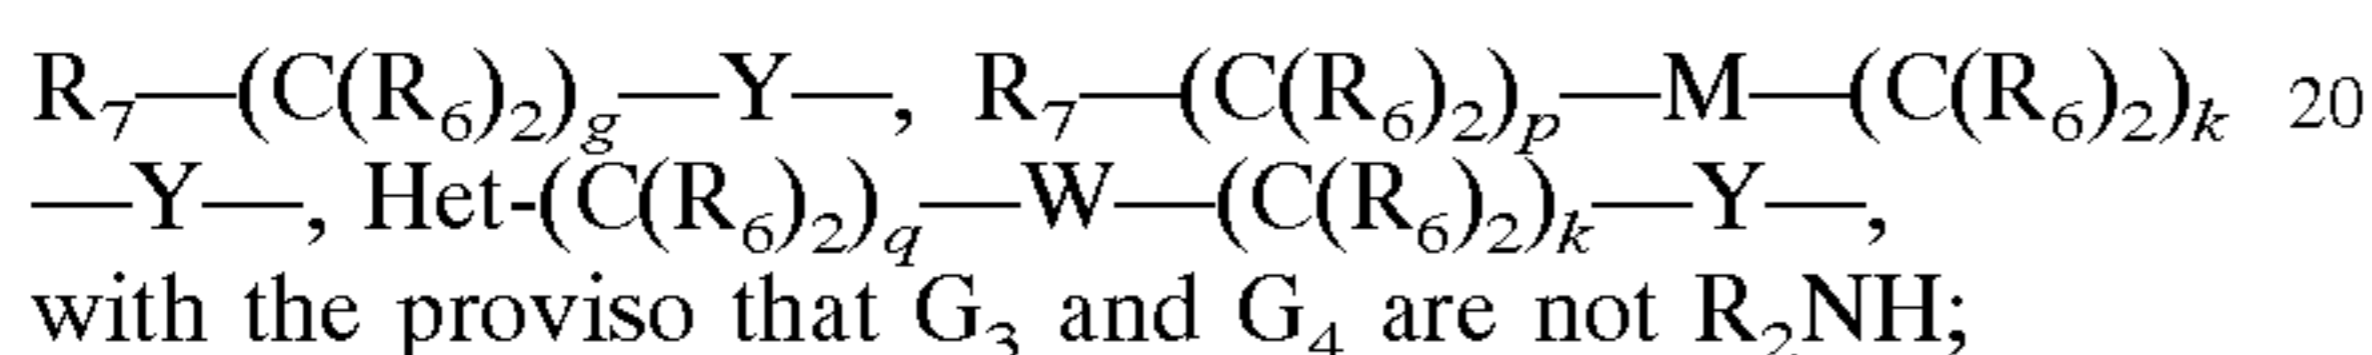 R₇—(C(R₆)₂)g—Y—, R₇—(C(R₆)₂)p—M—(C(R₆)₂)k 20
—Y—, Het-(C(R₆)₂)q—W—(C(R₆)₂)k—Y—,
with the proviso that G₃ and G₄ are not R₂NH;